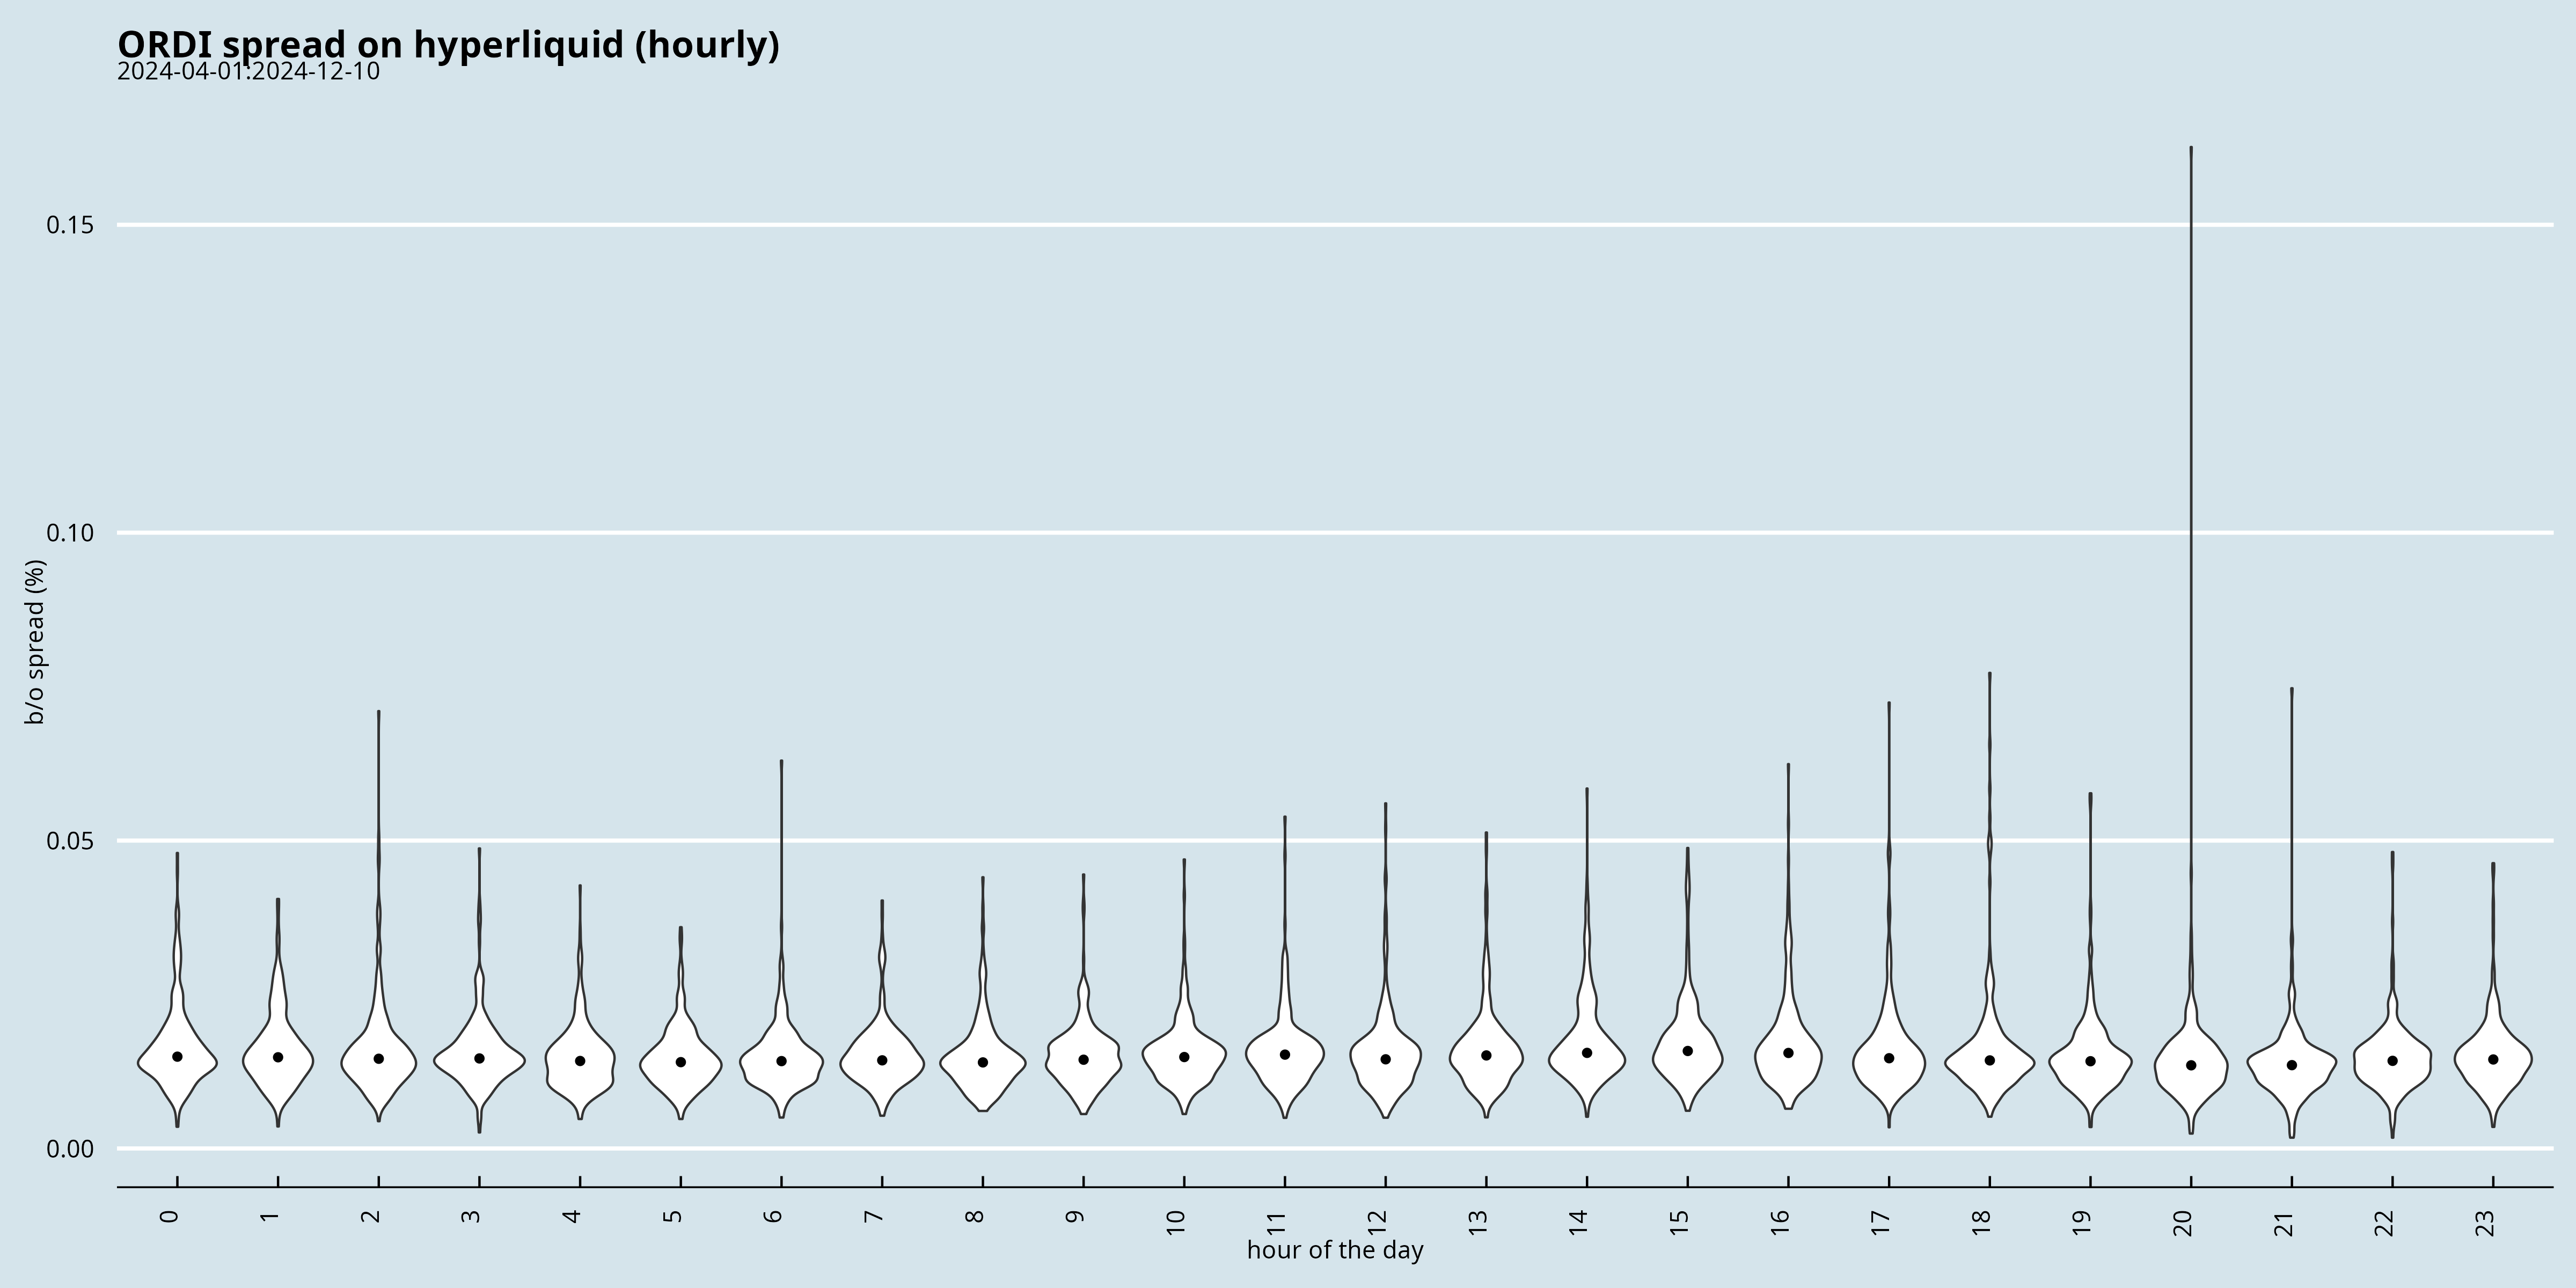 ORDI spread on hyperliquid (hourly)
2024-04-01:2024-12-10
0.15
0.10
0.05
0.00
b/o spread (%)
0 1 2 3 4 5 6 7 8 9 10 11 12 13 14 15 16 17 18 19 20 21 22 23
hour of the day